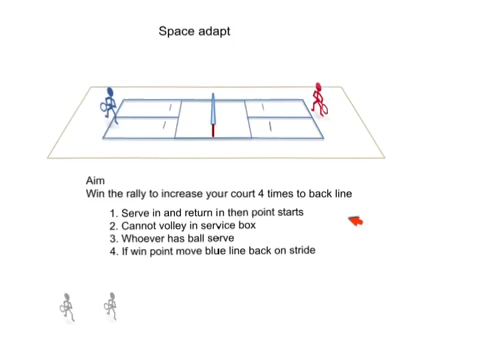 Space adapt
Aim
Win the rally to increase your court 4 times to back line
1. Serve in and return in then point starts
2. Cannot volley in service box
3. Whoever has ball serve
4. If win point move blue line back on stride